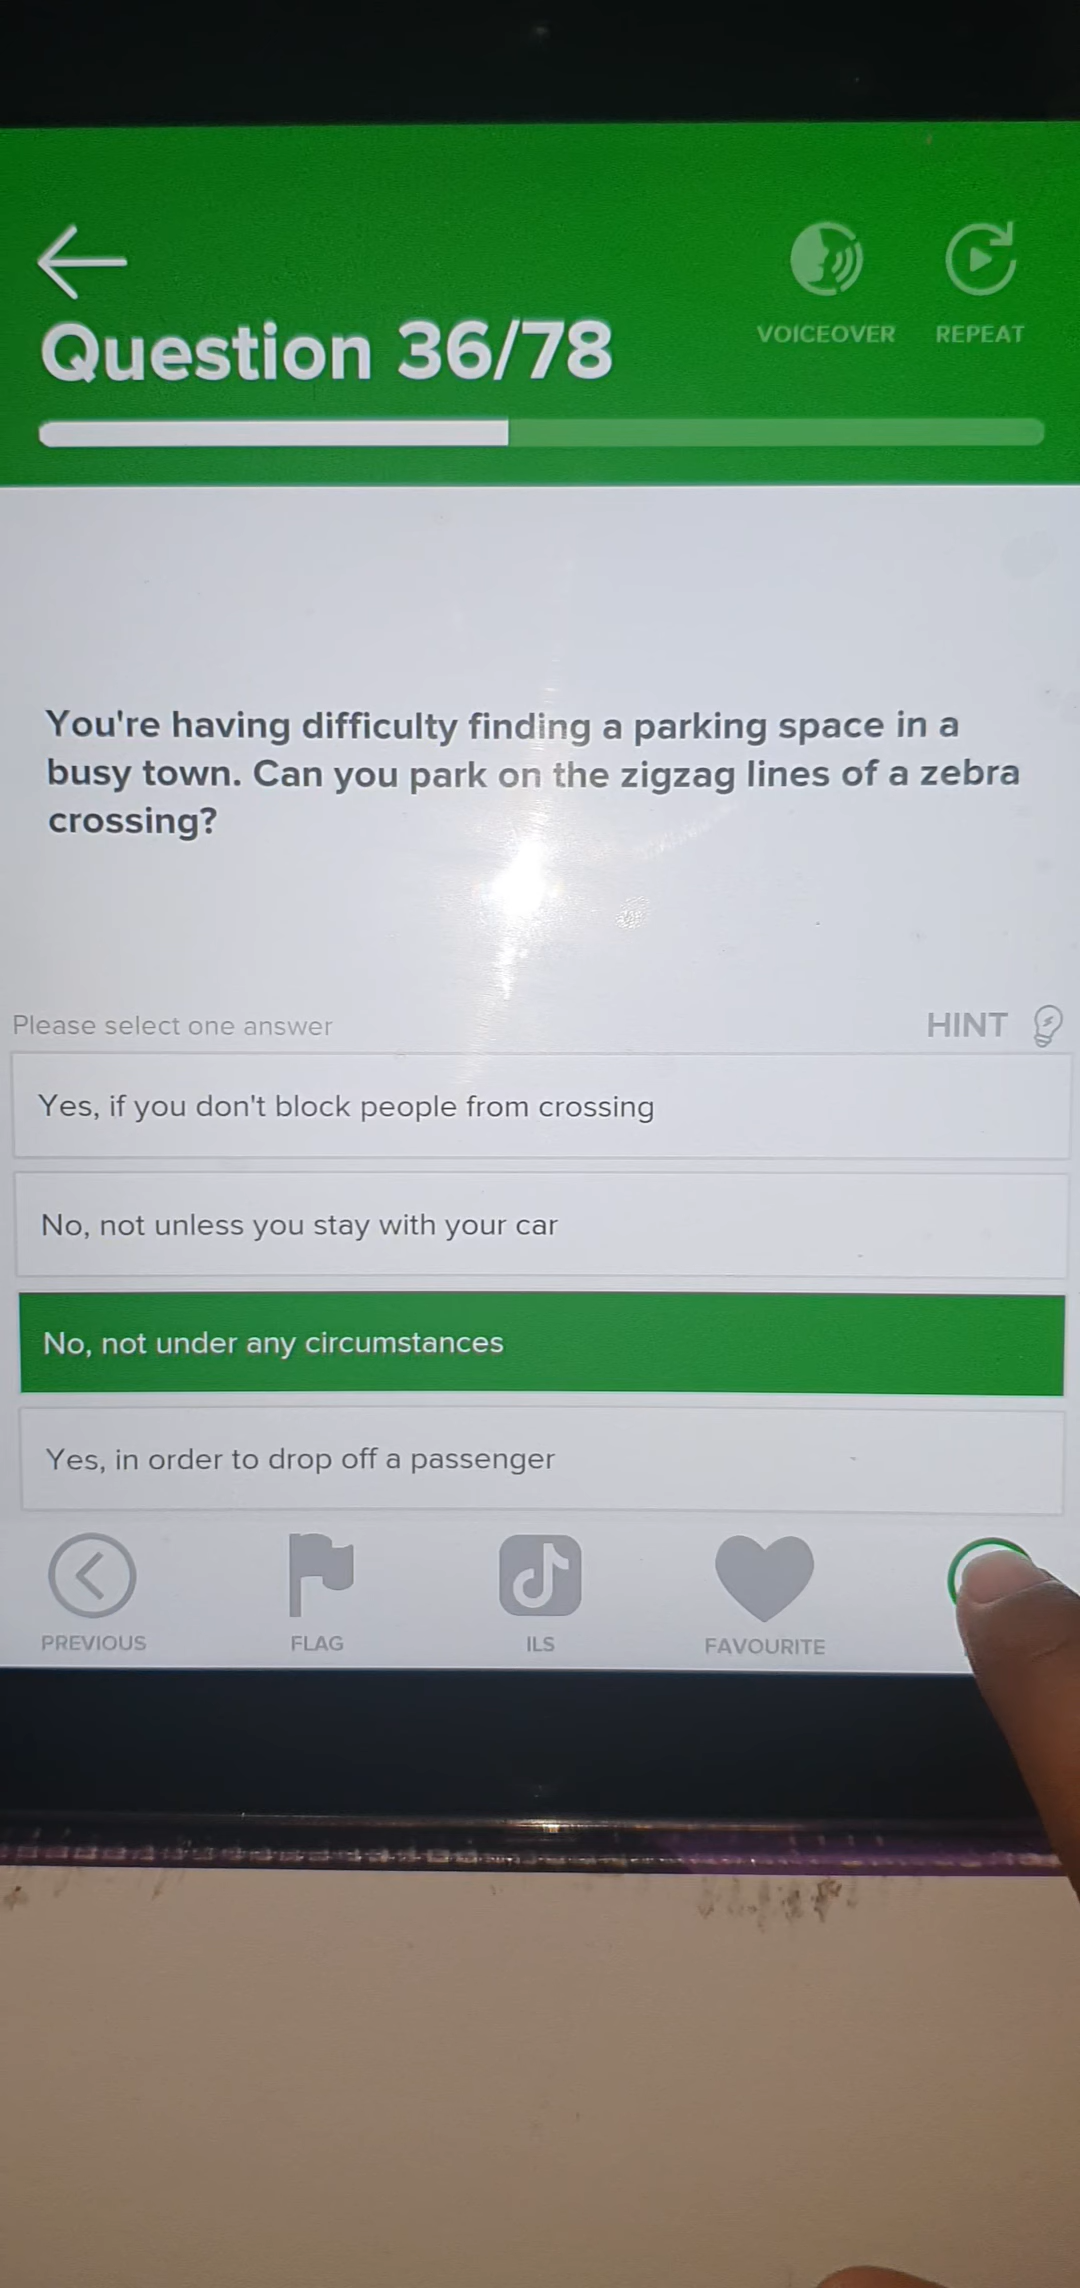 VOICEOVER REPEAT
Question 36/78
You're having difficulty finding a parking space in a
busy town. Can you park on the zigzag lines of a zebra
crossing?
Please select one answer HINT
Yes, if you don't block people from crossing
No, not unless you stay with your car
No, not under any circumstances
Yes, in order to drop off a passenger
PREVIOUS FLAG ILS FAVOURITE